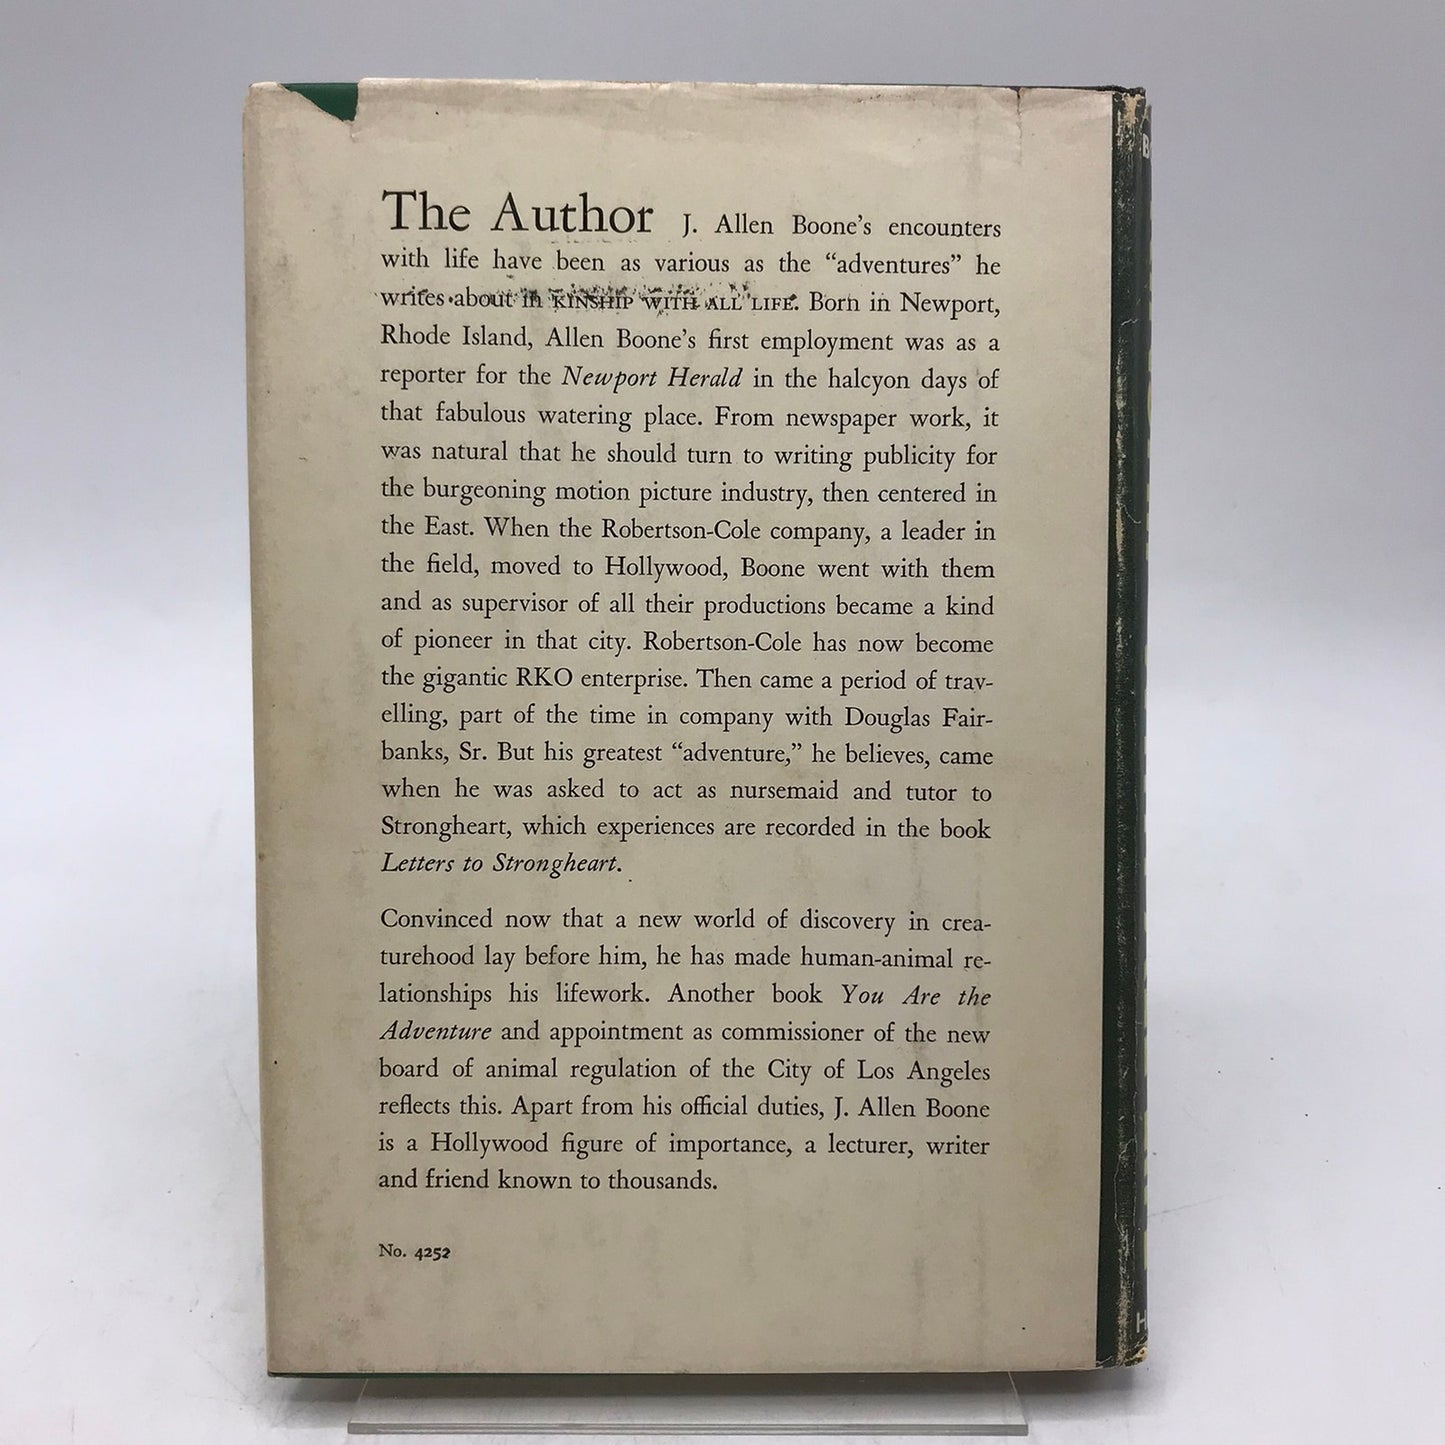 The Author J. Allen Boone's encounters
with life have been as various as the "adventures" he
writes about in KINSHIP WITH ALL LIFE. Born in Newport,
Rhode Island, Allen Boone's first employment was as a
reporter for the Newport Herald in the halcyon days of
that fabulous watering place. From newspaper work, it
was natural that he should turn to writing publicity for
the burgeoning motion picture industry, then centered in
the East. When the Robertson-Cole company, a leader in
the field, moved to Hollywood, Boone went with them
and as supervisor of all their productions became a kind
of pioneer in that city. Robertson-Cole has now become
the gigantic RKO enterprise. Then came a period of trav-
elling, part of the time in company with Douglas Fair-
banks, Sr. But his greatest "adventure," he believes, came
when he was asked to act as nursemaid and tutor to
Strongheart, which experiences are recorded in the book
Letters to Strongheart.
Convinced now that a new world of discovery in crea-
turehood lay before him, he has made human-animal re-
lationships his lifework. Another book You Are the
Adventure and appointment as commissioner of the new
board of animal regulation of the City of Los Angeles
reflects this. Apart from his official duties, J. Allen Boone
is a Hollywood figure of importance, a lecturer, writer
and friend known to thousands.
No. 4252